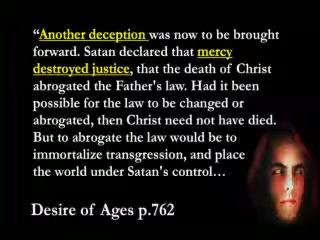 “Another deception was now to be brought
forward. Satan declared that mercy
destroyed justice, that the death of Christ
abrogated the Father's law. Had it been
possible for the law to be changed or
abrogated, then Christ need not have died.
But to abrogate the law would be to
immortalize transgression, and place
the world under Satan's control…
Desire of Ages p.762